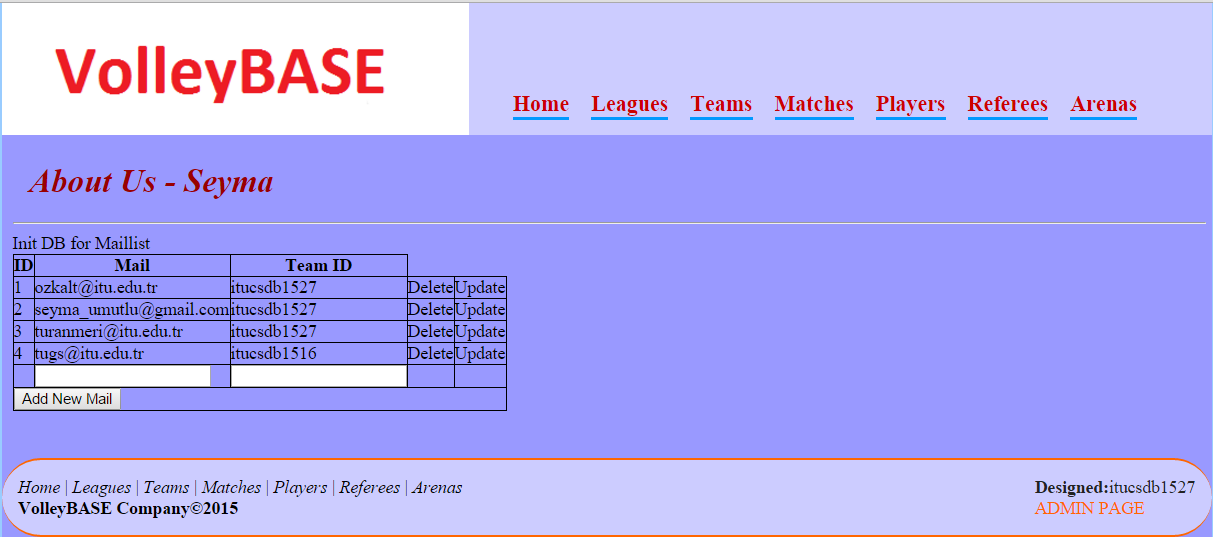 VolleyBASE
Home Leagues Teams Matches Players Referees Arenas
About Us - Seyma
Init DB for Maillist
ID Mail Team ID
1 ozkalt@itu.edu.tr itucsdb1527 Delete Update
2 seyma_umutlu@gmail.com itucsdb1527 Delete Update
3 turanmeri@itu.edu.tr itucsdb1527 Delete Update
4 tugs@itu.edu.tr itucsdb1516 Delete Update
Add New Mail
Home | Leagues | Teams | Matches | Players | Referees | Arenas
VolleyBASE Company©2015
Designed:itucsdb1527
ADMIN PAGE